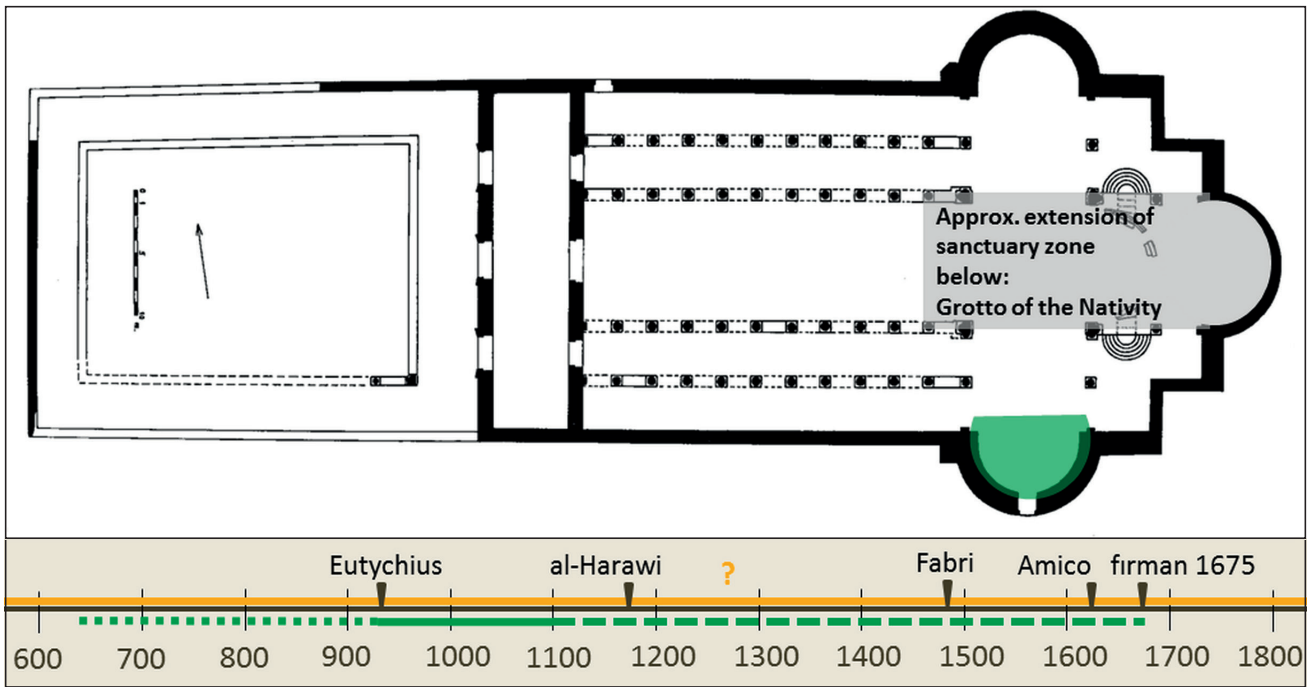 Approx. extension of
sanctuary zone
below:
Grotto of the Nativity
Eutychius al-Harawi ? Fabri Amico firman 1675
600 700 800 900 1000 1100 1200 1300 1400 1500 1600 1700 1800